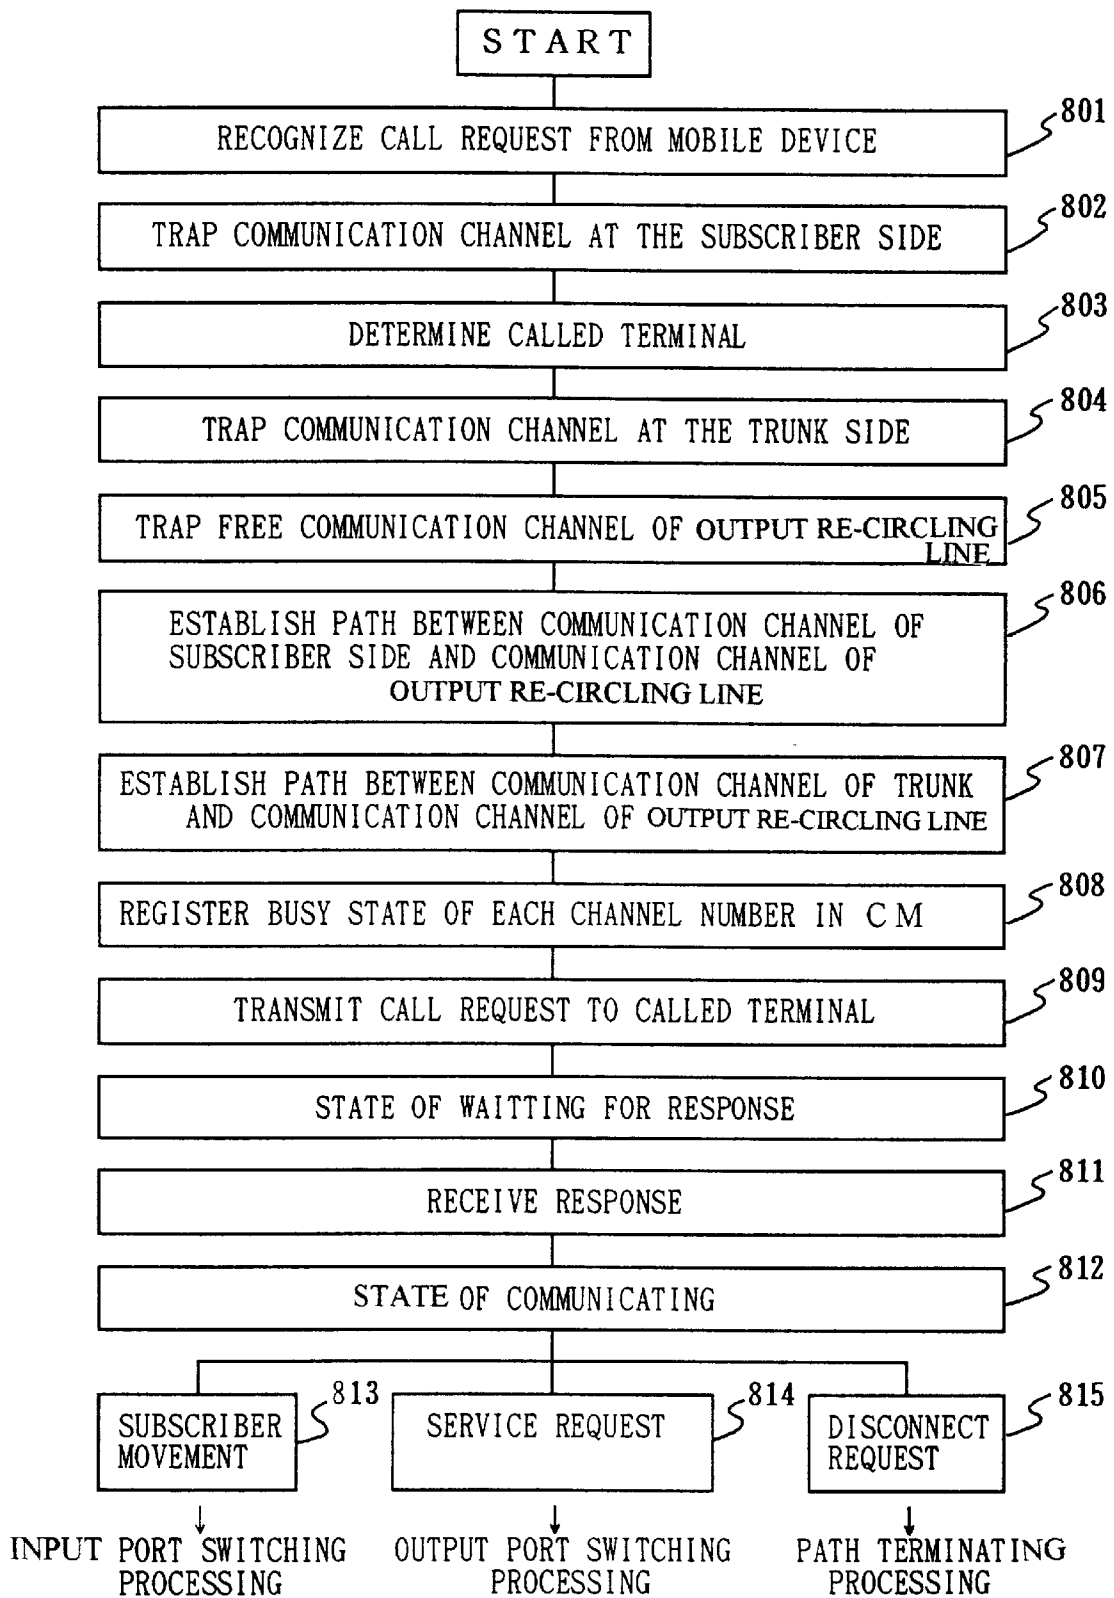 START
801
RECOGNIZE CALL REQUEST FROM MOBILE DEVICE
802
TRAP COMMUNICATION CHANNEL AT THE SUBSCRIBER SIDE
803
DETERMINE CALLED TERMINAL
804
TRAP COMMUNICATION CHANNEL AT THE TRUNK SIDE
805
TRAP FREE COMMUNICATION CHANNEL OF OUTPUT RE-CIRCLING
LINE
806
ESTABLISH PATH BETWEEN COMMUNICATION CHANNEL OF
SUBSCRIBER SIDE AND COMMUNICATION CHANNEL OF
OUTPUT RE-CIRCLING LINE
807
ESTABLISH PATH BETWEEN COMMUNICATION CHANNEL OF TRUNK
AND COMMUNICATION CHANNEL OF OUTPUT RE-CIRCLING LINE
808
REGISTER BUSY STATE OF EACH CHANNEL NUMBER IN CM
809
TRANSMIT CALL REQUEST TO CALLED TERMINAL
810
STATE OF WAITTING FOR RESPONSE
811
RECEIVE RESPONSE
812
STATE OF COMMUNICATING
813
SUBSCRIBER
MOVEMENT
814
SERVICE REQUEST
815
DISCONNECT
REQUEST
INPUT PORT SWITCHING
PROCESSING
OUTPUT PORT SWITCHING
PROCESSING
PATH TERMINATING
PROCESSING